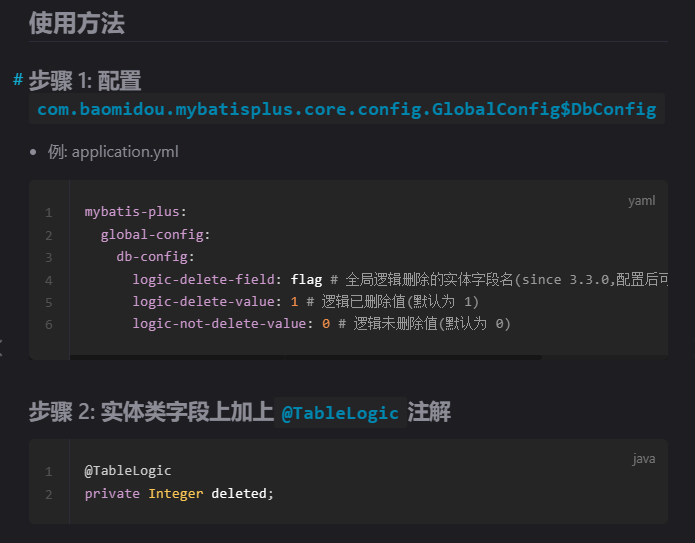 使用方法
# 步骤 1: 配置
com.baomidou.mybatisplus.core.config.GlobalConfig$DbConfig
• 例: application.yml
yaml
1 mybatis-plus:
2   global-config:
3     db-config:
4       logic-delete-field: flag # 全局逻辑删除的实体字段名(since 3.3.0,配置后可
5       logic-delete-value: 1 # 逻辑已删除值(默认为 1)
6       logic-not-delete-value: 0 # 逻辑未删除值(默认为 0)
步骤 2: 实体类字段上加上 @TableLogic 注解
java
1 @TableLogic
2 private Integer deleted;